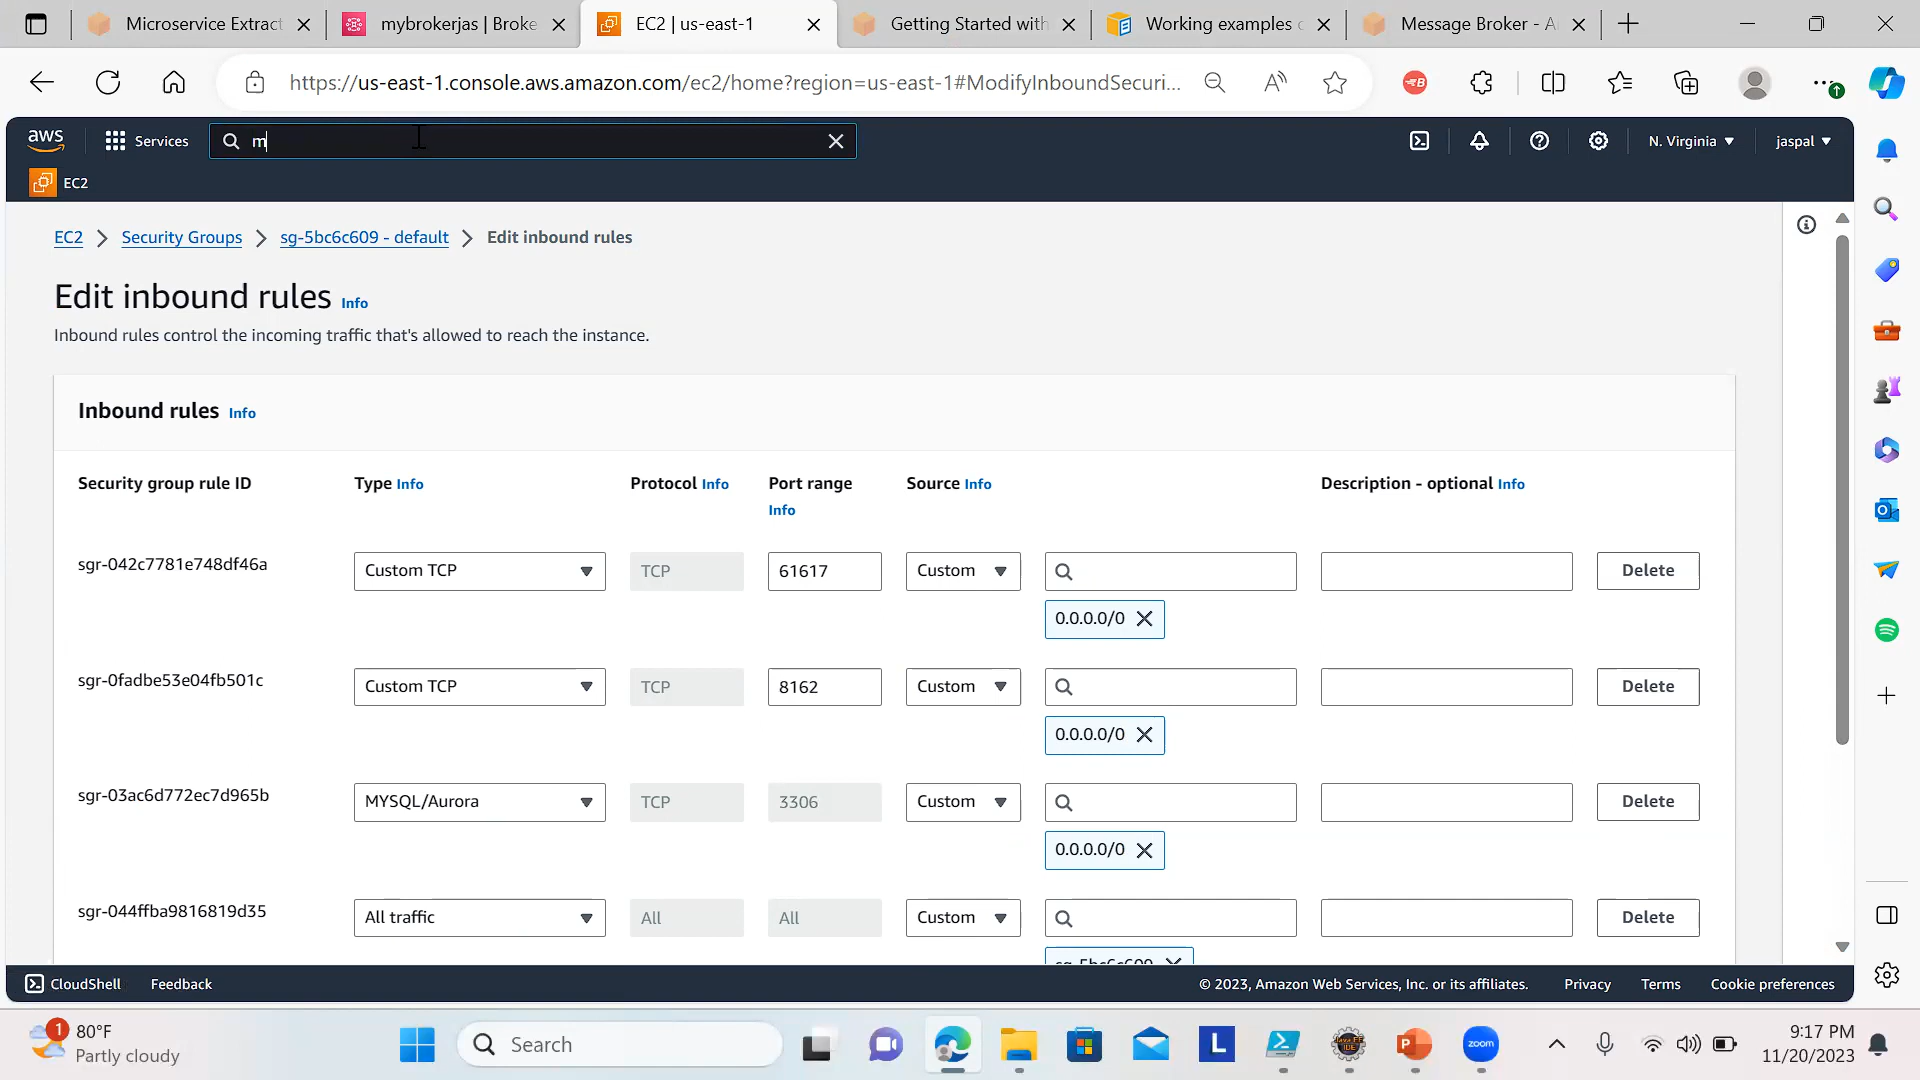 Microservice Extract
mybrokerjas | Broke
EC2 | us-east-1
Getting Started with
Working examples o
Message Broker - A
https://us-east-1.console.aws.amazon.com/ec2/home?region=us-east-1#ModifyInboundSecuri...
aws
Services
m
N. Virginia
jaspal
EC2
EC2 > Security Groups > sg-5bc6c609 - default > Edit inbound rules
Edit inbound rules Info
Inbound rules control the incoming traffic that's allowed to reach the instance.
Inbound rules Info
Security group rule ID
Type Info
Protocol Info
Port range Info
Source Info
Description - optional Info
sgr-042c7781e748df46a
Custom TCP
TCP
61617
Custom
Delete
0.0.0.0/0
sgr-0fadbe53e04fb501c
Custom TCP
TCP
8162
Custom
Delete
0.0.0.0/0
sgr-03ac6d772ec7d965b
MYSQL/Aurora
TCP
3306
Custom
Delete
0.0.0.0/0
sgr-044ffba9816819d35
All traffic
All
All
Custom
Delete
sg-5bc6c609
CloudShell
Feedback
© 2023, Amazon Web Services, Inc. or its affiliates.
Privacy
Terms
Cookie preferences
1
80°F
Partly cloudy
Search
L
zoom
9:17 PM
11/20/2023